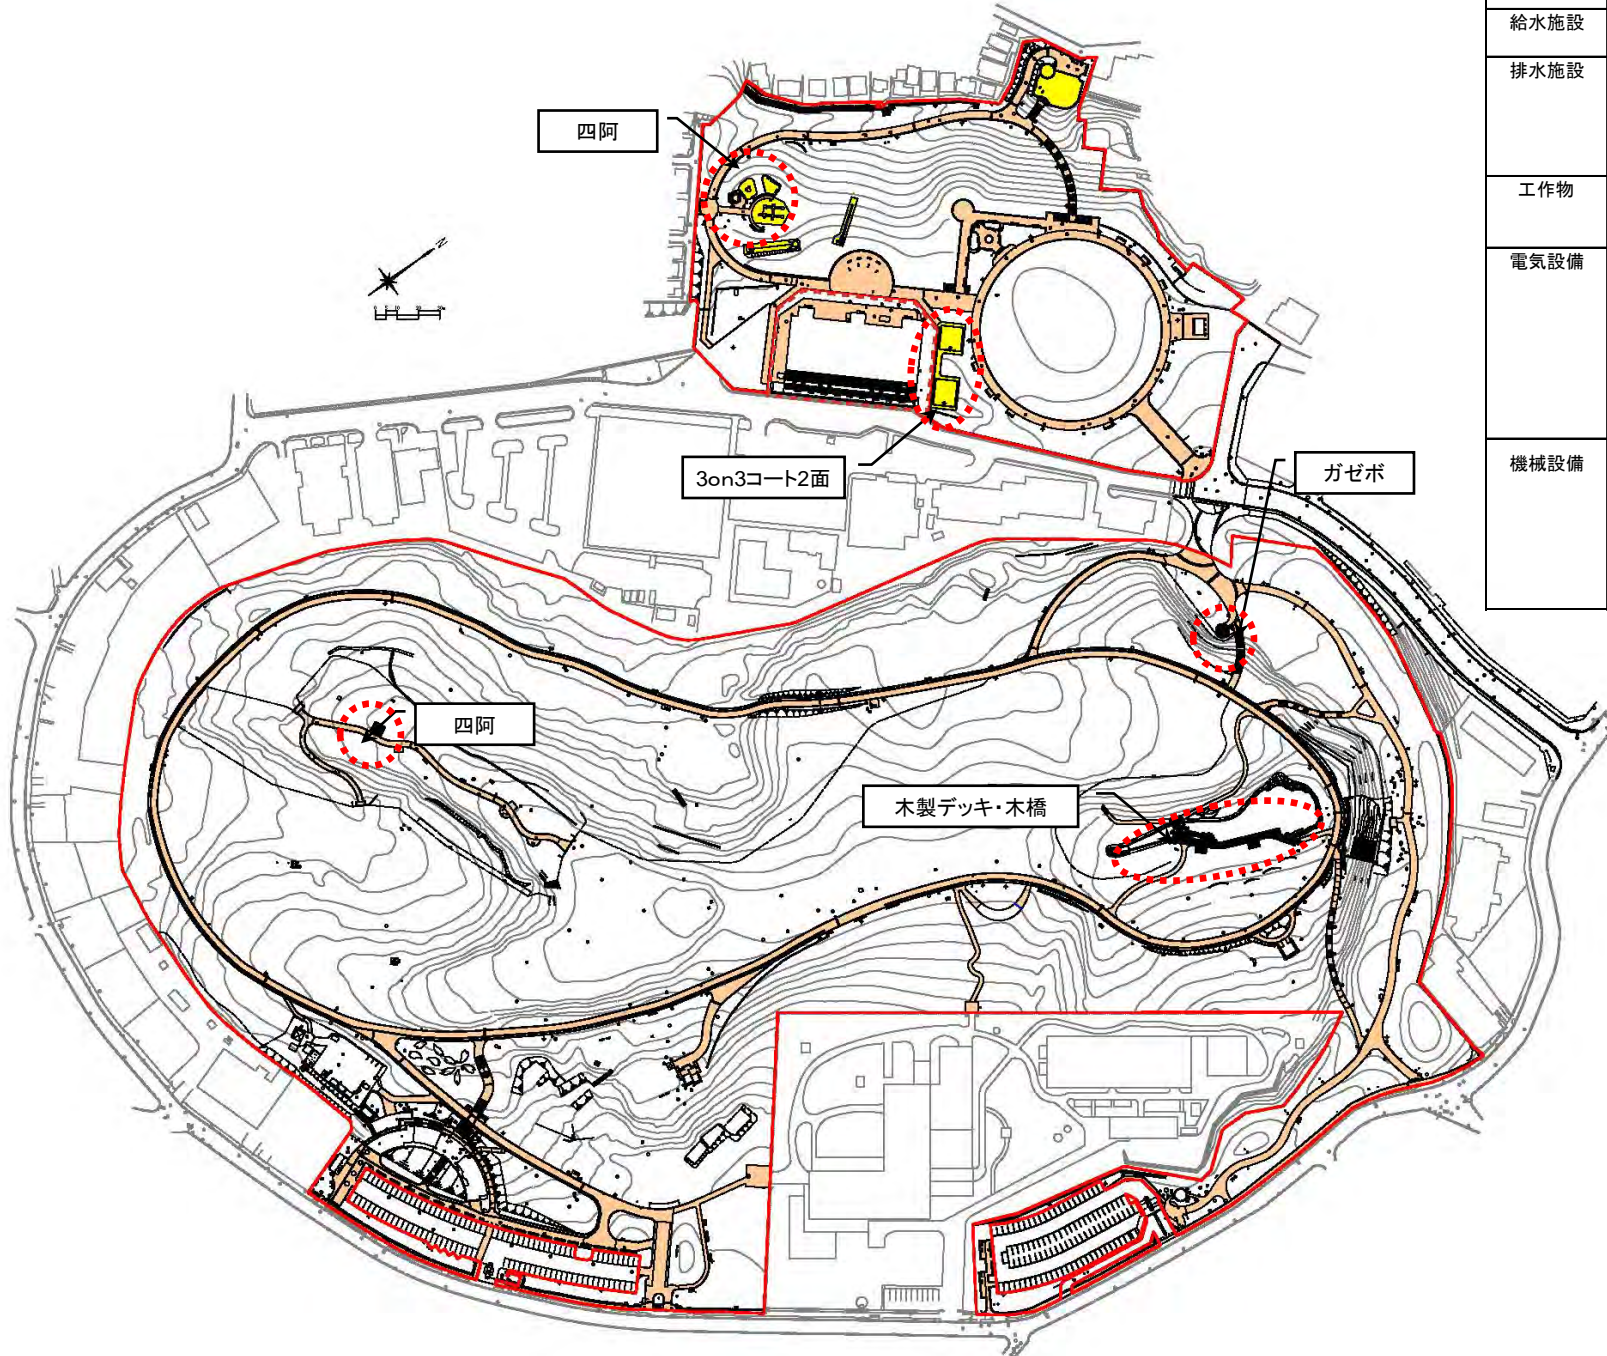 給水施設
排水施設
工作物
電気設備
機械設備
四阿
N
3on3コート2面
ガゼボ
四阿
木製デッキ・木橋